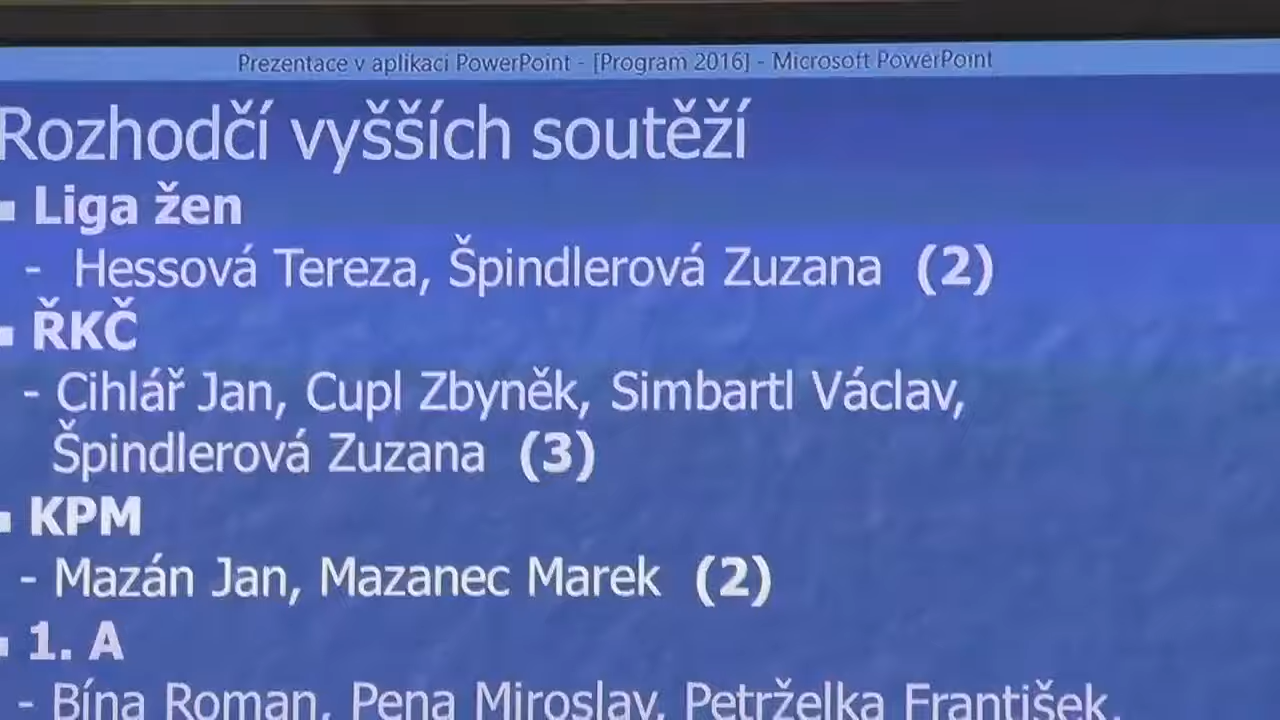 Prezentace v aplikaci PowerPoint - [Program 2016] - Microsoft PowerPoint
Rozhodčí vyšších soutěží
▪ Liga žen
- Hessová Tereza, Špindlerová Zuzana (2)
▪ ŘKČ
- Cihlář Jan, Cupl Zbyněk, Simbartl Václav,
Špindlerová Zuzana (3)
▪ KPM
- Mazán Jan, Mazanec Marek (2)
▪ 1. A
- Bína Roman, Pena Miroslav, Petrželka František,